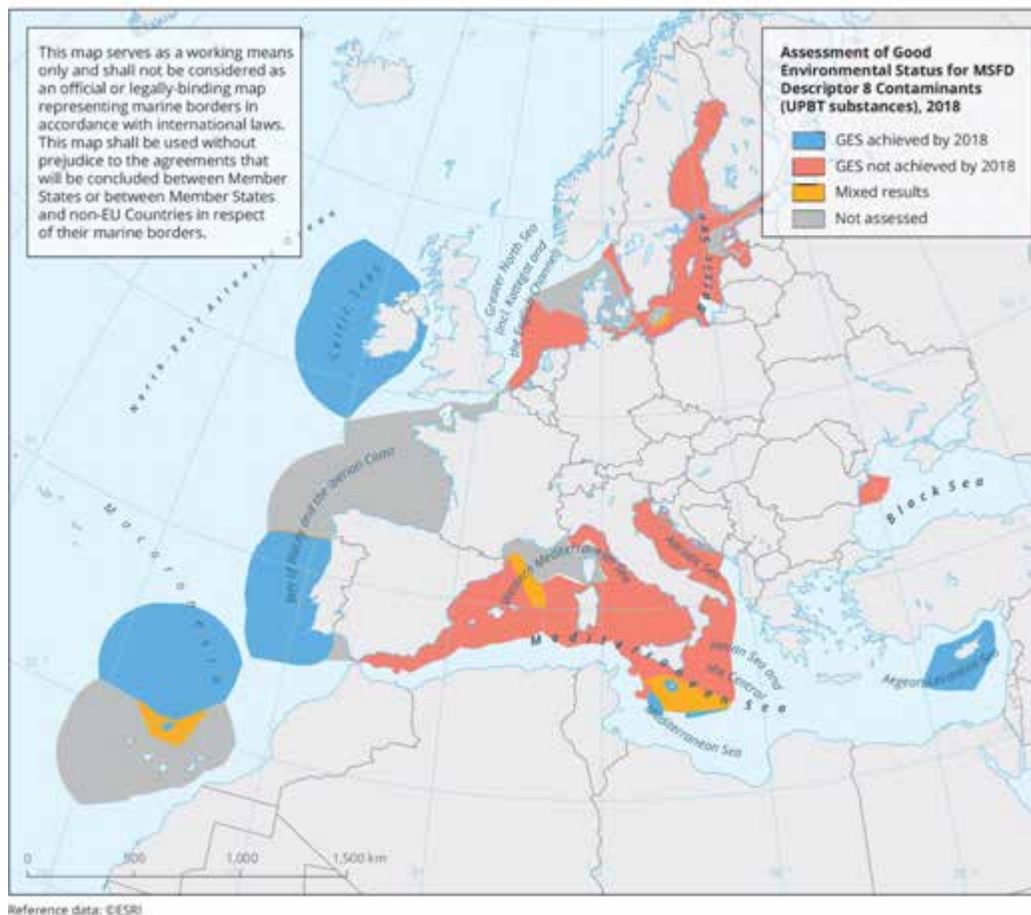 This map serves as a working means
only and shall not be considered as
an official or legally-binding map
representing marine borders in
accordance with international laws.
This map shall be used without
prejudice to the agreements that
will be concluded between Member
States or between Member States
and non-EU Countries in respect
of their marine borders.
Assessment of Good
Environmental Status for MSFD
Descriptor 8 Contaminants
(UPBT substances), 2018
GES achieved by 2018
GES not achieved by 2018
Mixed results
Not assessed
North-East Atlantic Ocean
Celtic Seas
Greater North Sea
(incl. Kattegat and
the English Channel)
Baltic Sea
Macaronesia
Bay of Biscay and the Iberian Coast
Western Mediterranean Sea
Adriatic Sea
Black Sea
Mediterranean Sea
Ionian Sea and
the Central
Mediterranean Sea
Aegean-Levantine Sea
0 500 1,000 1,500 km
Reference data: ©ESRI